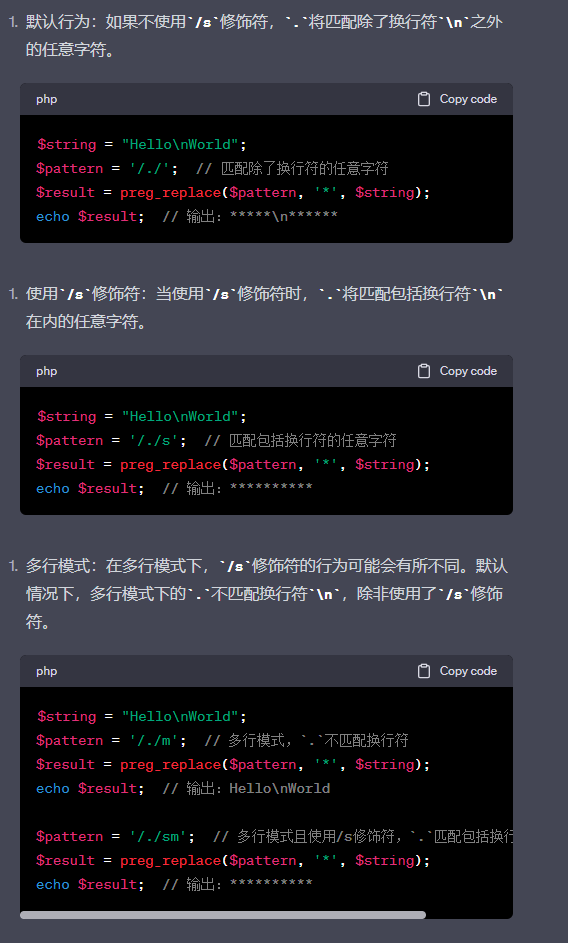 1. 默认行为：如果不使用`/s`修饰符，`.`将匹配除了换行符`\n`之外
的任意字符。
php
Copy code
$string = "Hello\nWorld";
$pattern = '/./';  // 匹配除了换行符的任意字符
$result = preg_replace($pattern, '*', $string);
echo $result;  // 输出：*****\n******
1. 使用`/s`修饰符：当使用`/s`修饰符时，`.`将匹配包括换行符`\n`
在内的任意字符。
php
Copy code
$string = "Hello\nWorld";
$pattern = '/./s';  // 匹配包括换行符的任意字符
$result = preg_replace($pattern, '*', $string);
echo $result;  // 输出：**********
1. 多行模式：在多行模式下，`/s`修饰符的行为可能会有所不同。默认
情况下，多行模式下的`.`不匹配换行符`\n`，除非使用了`/s`修饰
符。
php
Copy code
$string = "Hello\nWorld";
$pattern = '/./m';  // 多行模式，`.`不匹配换行符
$result = preg_replace($pattern, '*', $string);
echo $result;  // 输出：Hello\nWorld
$pattern = '/./sm';  // 多行模式且使用/s修饰符，`.`匹配包括换行
$result = preg_replace($pattern, '*', $string);
echo $result;  // 输出：**********